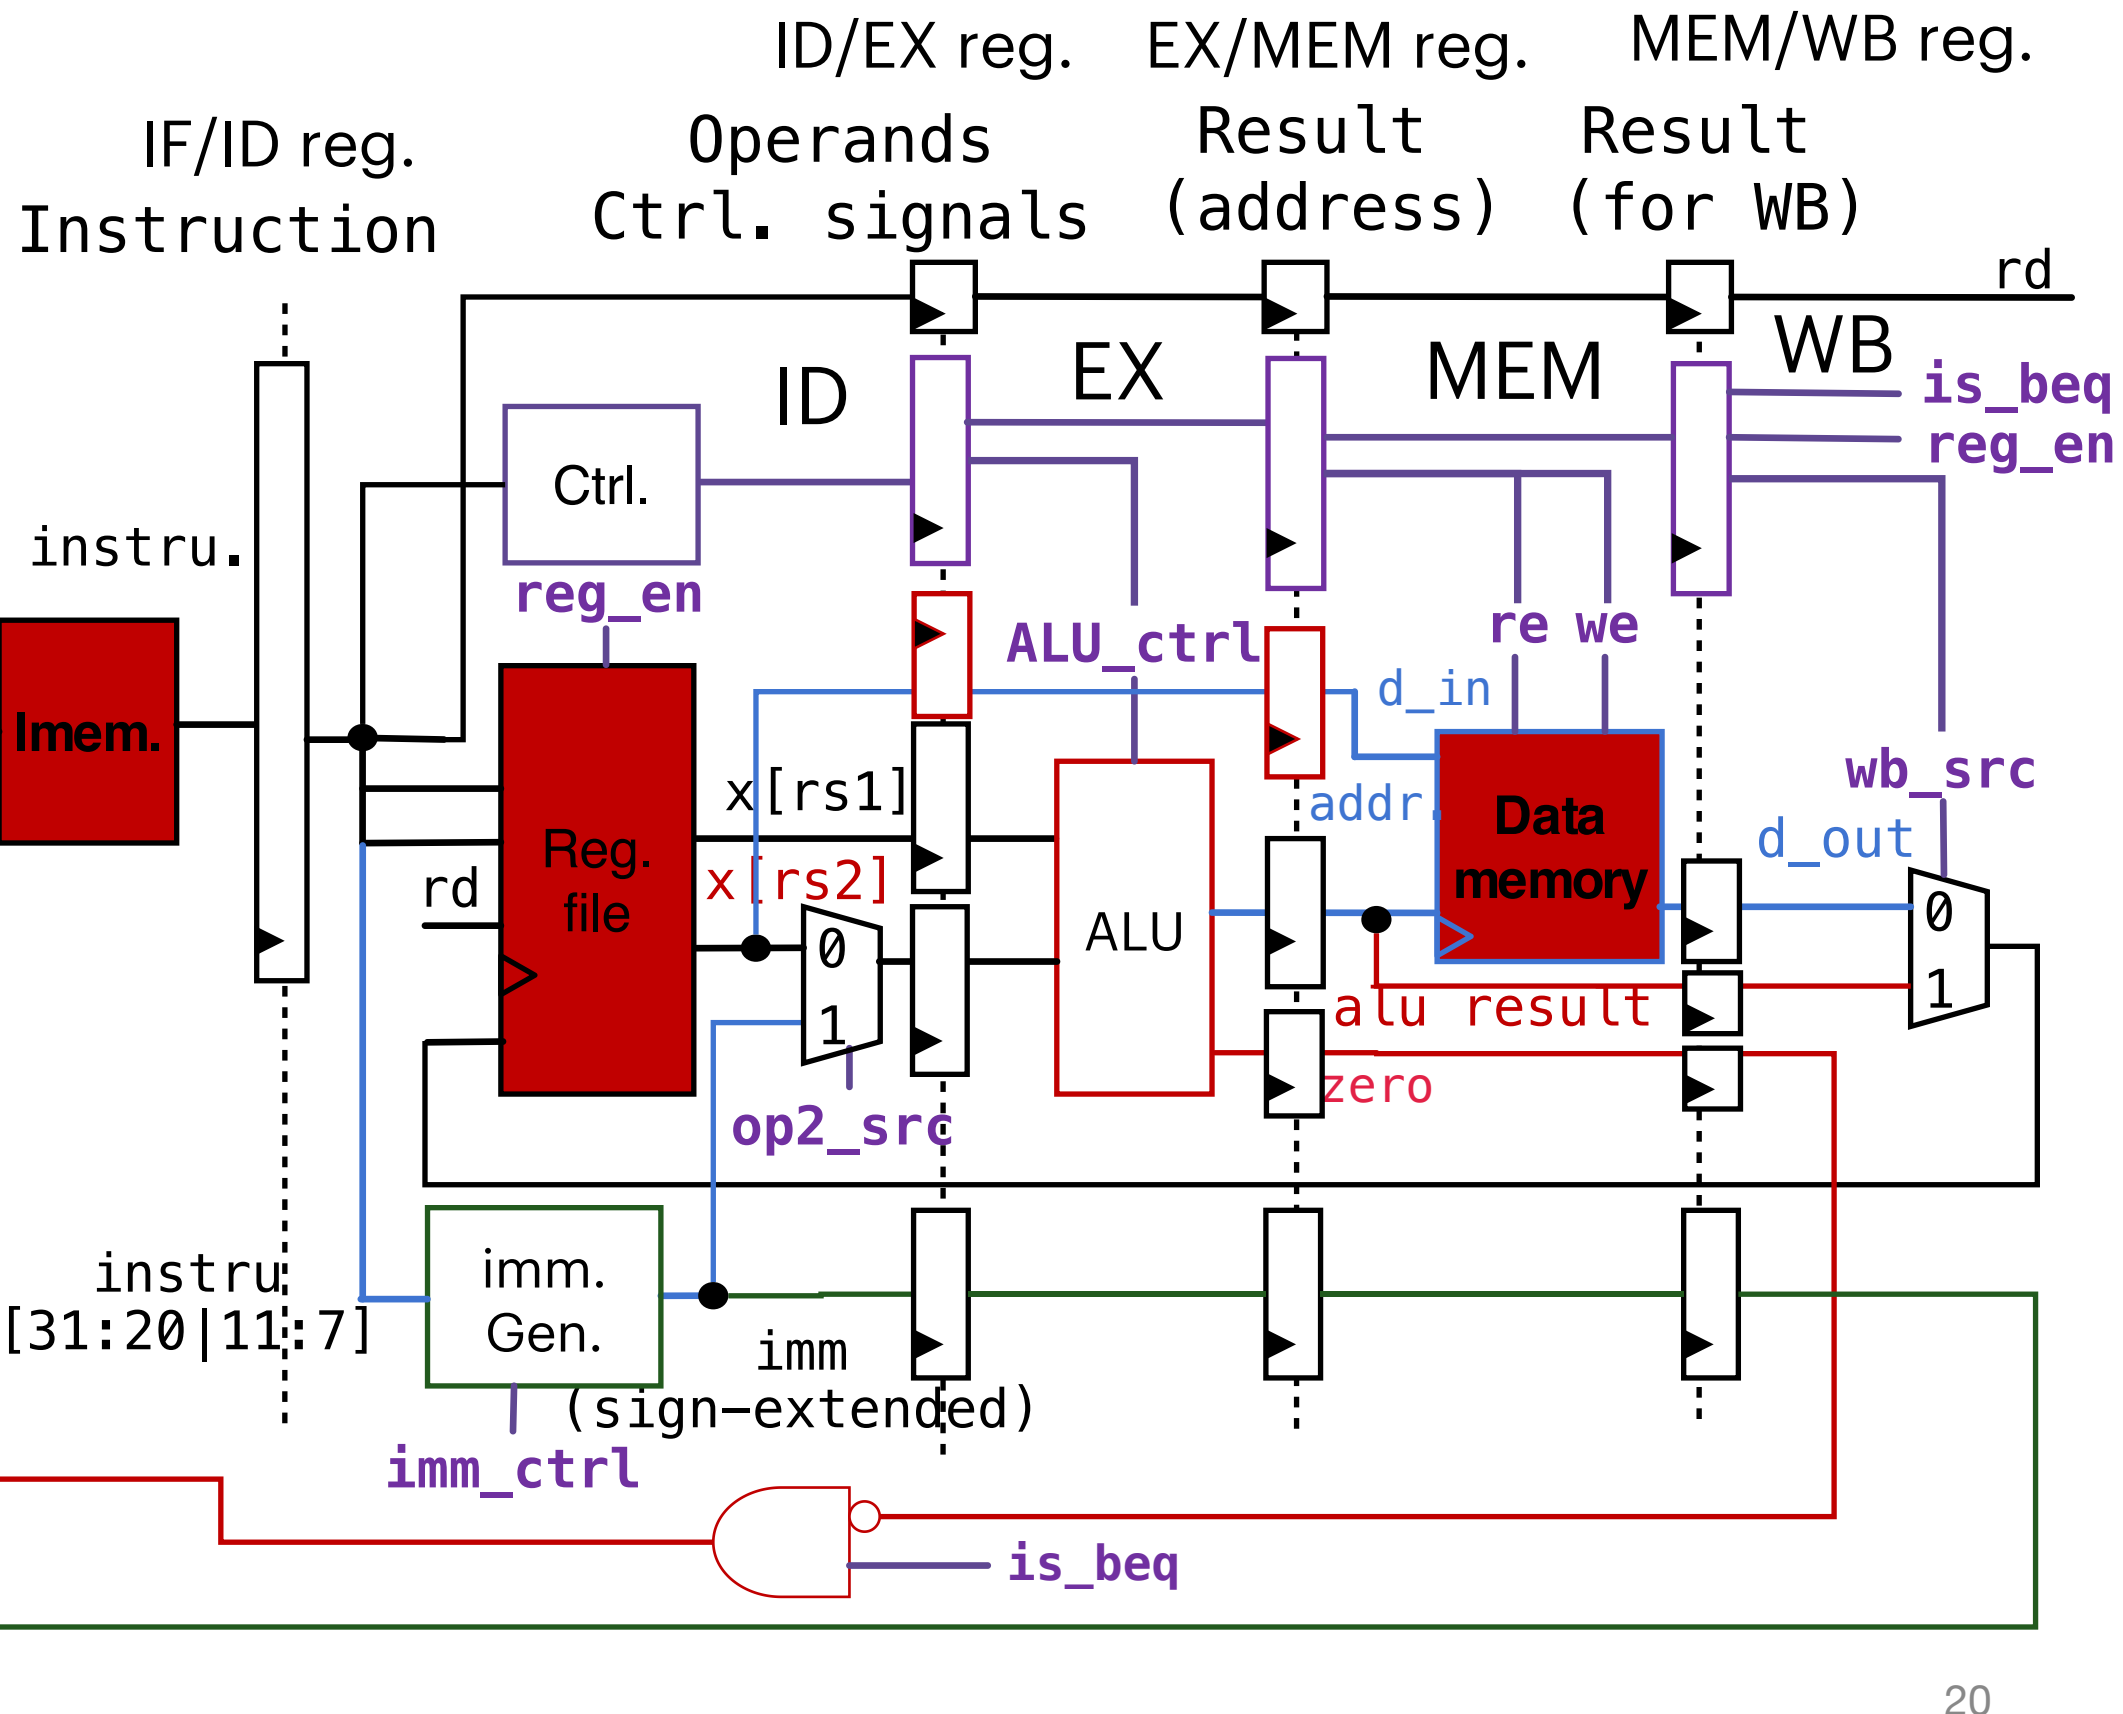 ID/EX reg.
EX/MEM reg.
MEM/WB reg.
IF/ID reg.
Instruction
Operands
Ctrl. signals
Result
(address)
Result
(for WB)
rd
ID
EX
MEM
WB
is_beq
reg_en
Ctrl.
instru.
reg_en
ALU_ctrl
re
we
d_in
Imem.
x[rs1]
addr.
Data
memory
wb_src
d_out
Reg.
file
rd
x[rs2]
0
1
ALU
0
1
alu result
zero
op2_src
instru
[31:20|11:7]
imm.
Gen.
imm
(sign-extended)
imm_ctrl
is_beq
20